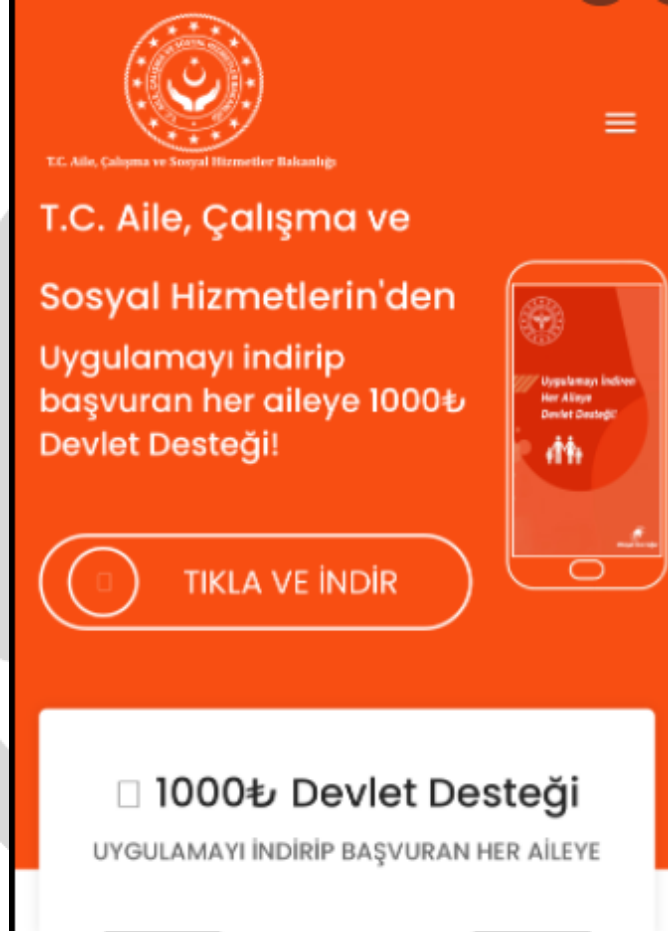 T.C. Aile, Çalışma ve Sosyal Hizmetler Bakanlığı
T.C. Aile, Çalışma ve
Sosyal Hizmetlerin'den
Uygulamayı indirip
başvuran her aileye 1000₺
Devlet Desteği!
Uygulamayı İndiren
Her Aileye
Devlet Desteği!
TIKLA VE İNDİR
1000₺ Devlet Desteği
UYGULAMAYI İNDİRİP BAŞVURAN HER AİLEYE